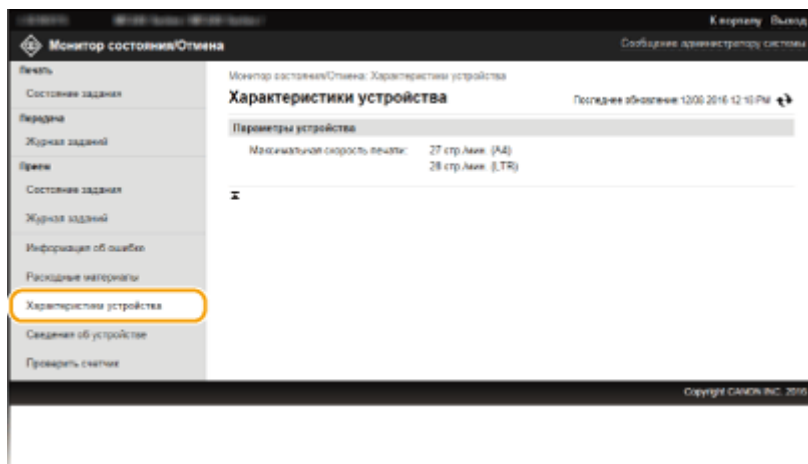 К порталу Выход
Монитор состояния/Отмена
Сообщение администратору системы
Печать
Состояние задания
Передача
Журнал заданий
Прием
Состояние задания
Журнал заданий
Информация об ошибке
Расходные материалы
Характеристики устройства
Сведения об устройстве
Проверить счетчик
Монитор состояния/Отмена: Характеристики устройства
Характеристики устройства
Последнее обновление: 12/08 2016 12:10 PM
Параметры устройства
Максимальная скорость печати: 27 стр./мин. (A4)
28 стр./мин. (LTR)
Copyright CANON INC. 2016